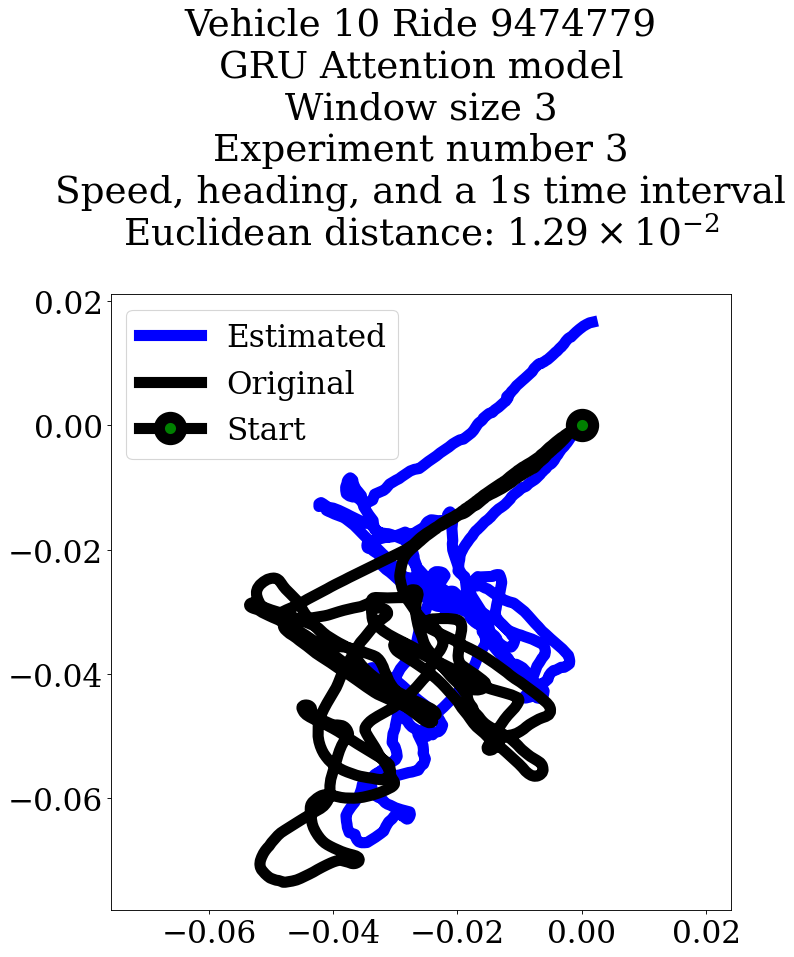 Vehicle 10 Ride 9474779
GRU Attention model
Window size 3
Experiment number 3
Speed, heading, and a 1s time interval
Euclidean distance: 1.29 × 10⁻²
Estimated
Original
Start
0.02
0.00
−0.02
−0.04
−0.06
−0.06 −0.04 −0.02 0.00 0.02